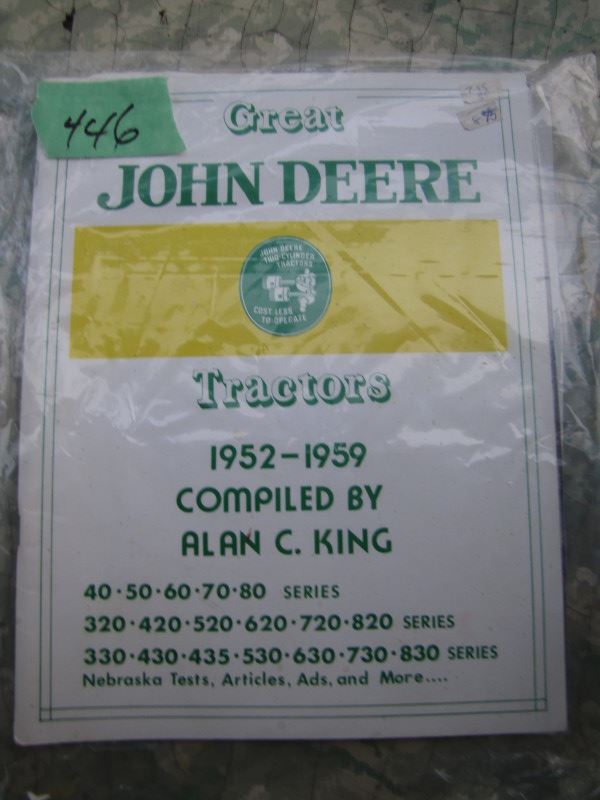 446
Great
JOHN DEERE
JOHN DEERE
TWO-CYLINDER
TRACTORS
COST LESS
TO OPERATE
Tractors
1952-1959
COMPILED BY
ALAN C. KING
40·50·60·70·80 SERIES
320·420·520·620·720·820 SERIES
330·430·435·530·630·730·830 SERIES
Nebraska Tests, Articles, Ads, and More....